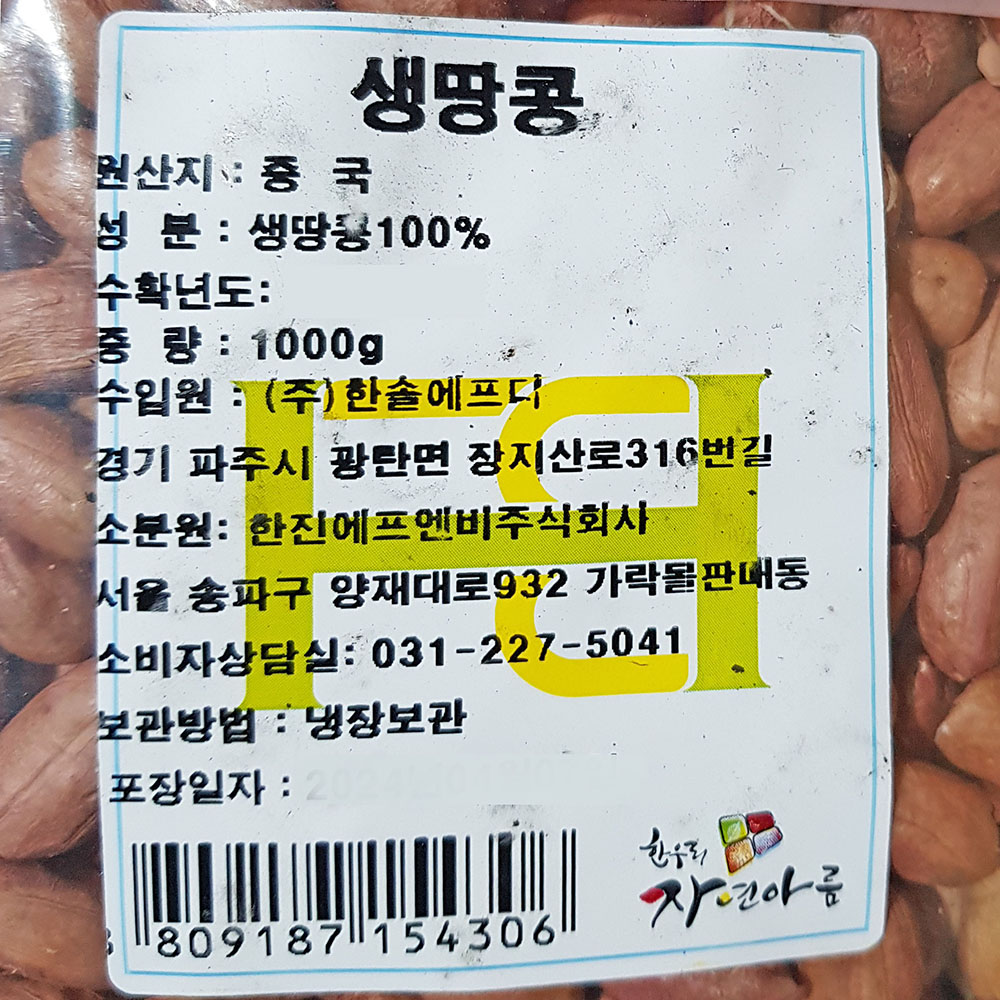 생땅콩
원산지 : 중 국
성 분 : 생땅콩100%
수확년도:
중 량 : 1000g
수입원 : (주)한솔에프디
경기 파주시 광탄면 장지산로316번길
소분원: 한진에프엔비주식회사
서울 송파구 양재대로932 가락몰판매동
소비자상담실: 031-227-5041
보관방법 : 냉장보관
포장일자 :
8 809187 154306
한우리
자연아름